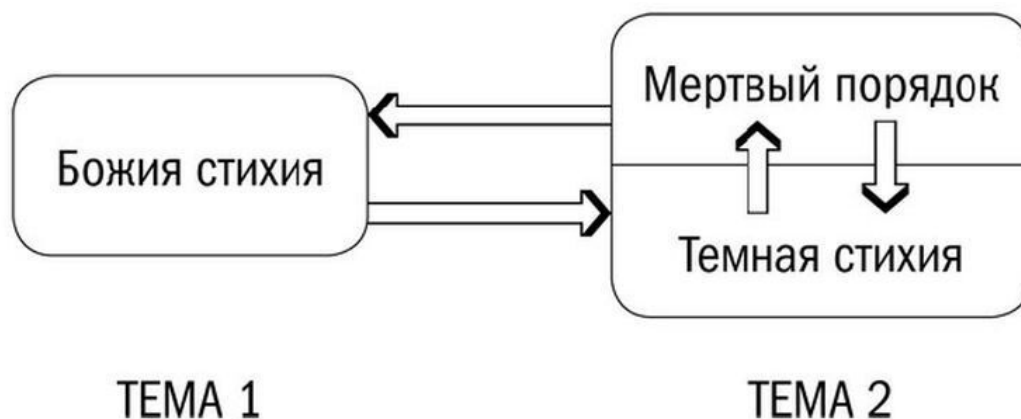 Божия стихия
Мертвый порядок
Темная стихия
ТЕМА 1
ТЕМА 2